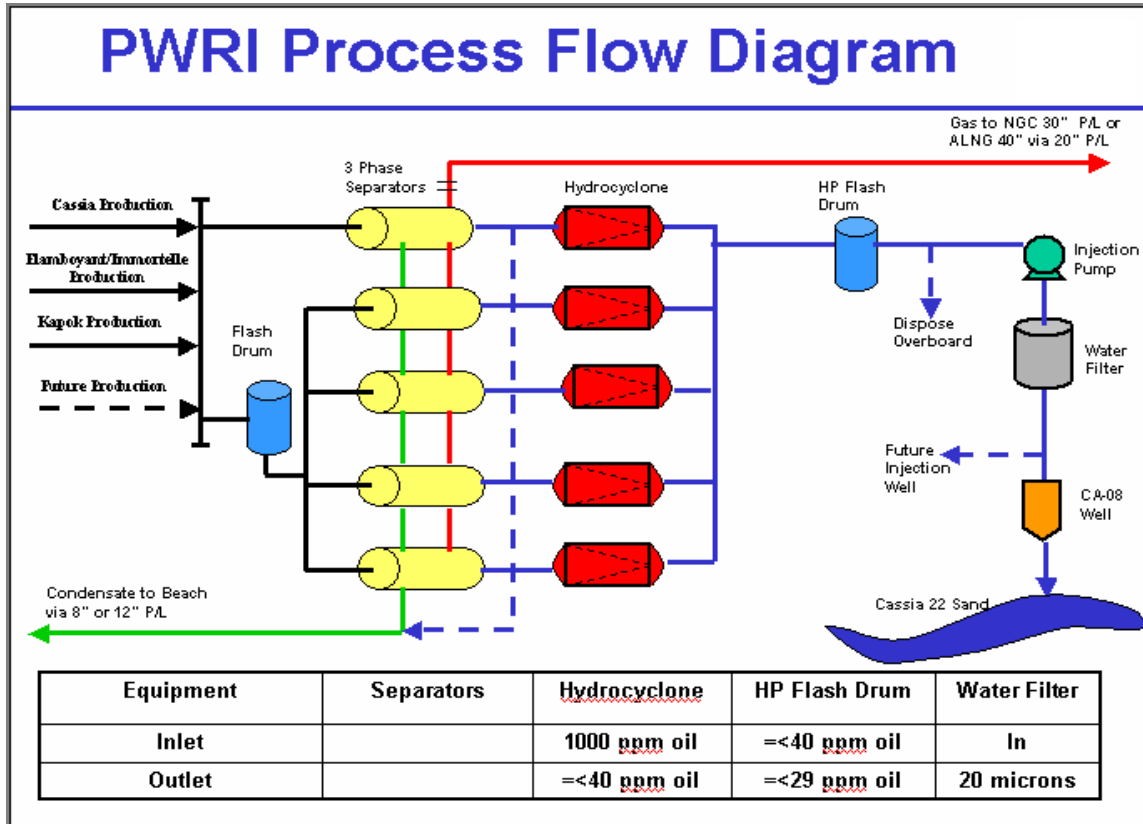 PWRI Process Flow Diagram
Gas to NGC 30" P/L or
ALNG 40" via 20" P/L
3 Phase
Separators
Hydrocyclone
HP Flash
Drum
Cassia Production
Flamboyant/Immortelle
Production
Kapok Production
Future Production
Flash
Drum
Injection
Pump
Dispose
Overboard
Water
Filter
Future
Injection
Well
CA-08
Well
Condensate to Beach
via 8" or 12" P/L
Cassia 22 Sand
Equipment Separators Hydrocyclone HP Flash Drum Water Filter
Inlet 1000 ppm oil =<40 ppm oil In
Outlet =<40 ppm oil =<29 ppm oil 20 microns